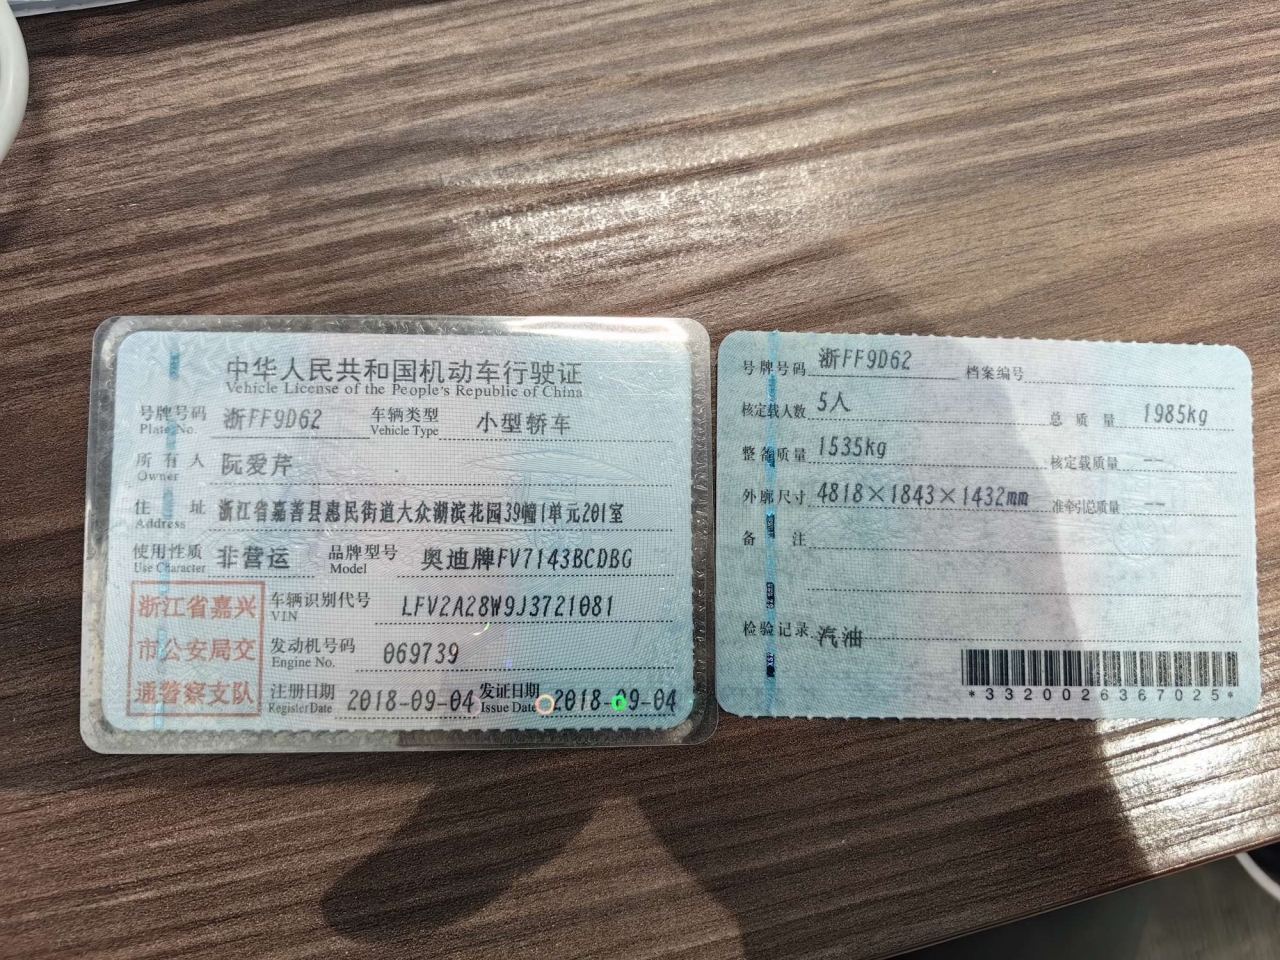 中华人民共和国机动车行驶证
Vehicle License of the People's Republic of China
号牌号码 浙FF9D62 车辆类型 小型轿车
Plate No. Vehicle Type
所有人 阮爱芹
Owner
住址 浙江省嘉善县惠民街道大众湖滨花园39幢1单元201室
Address
使用性质 非营运 品牌型号 奥迪牌FV7143BCDBG
Use Character Model
浙江省嘉兴
市公安局交
通警察支队
车辆识别代号 LFV2A28W9J3721081
VIN
发动机号码 069739
Engine No.
注册日期 2018-09-04 发证日期 2018-09-04
Register Date Issue Date
号牌号码 浙FF9D62 档案编号
核定载人数 5人 总质量 1985kg
整备质量 1535kg 核定载质量 --
外廓尺寸 4818×1843×1432mm 准牵引总质量 --
备注
检验记录 汽油
*3320026367025*